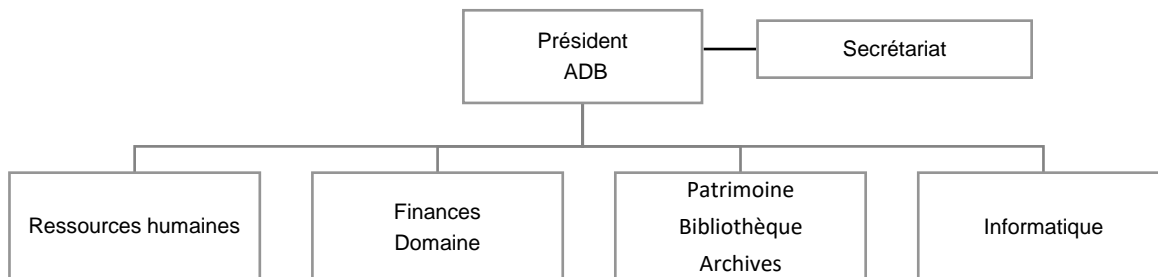 Président
ADB
Secrétariat
Ressources humaines
Finances
Domaine
Patrimoine
Bibliothèque
Archives
Informatique